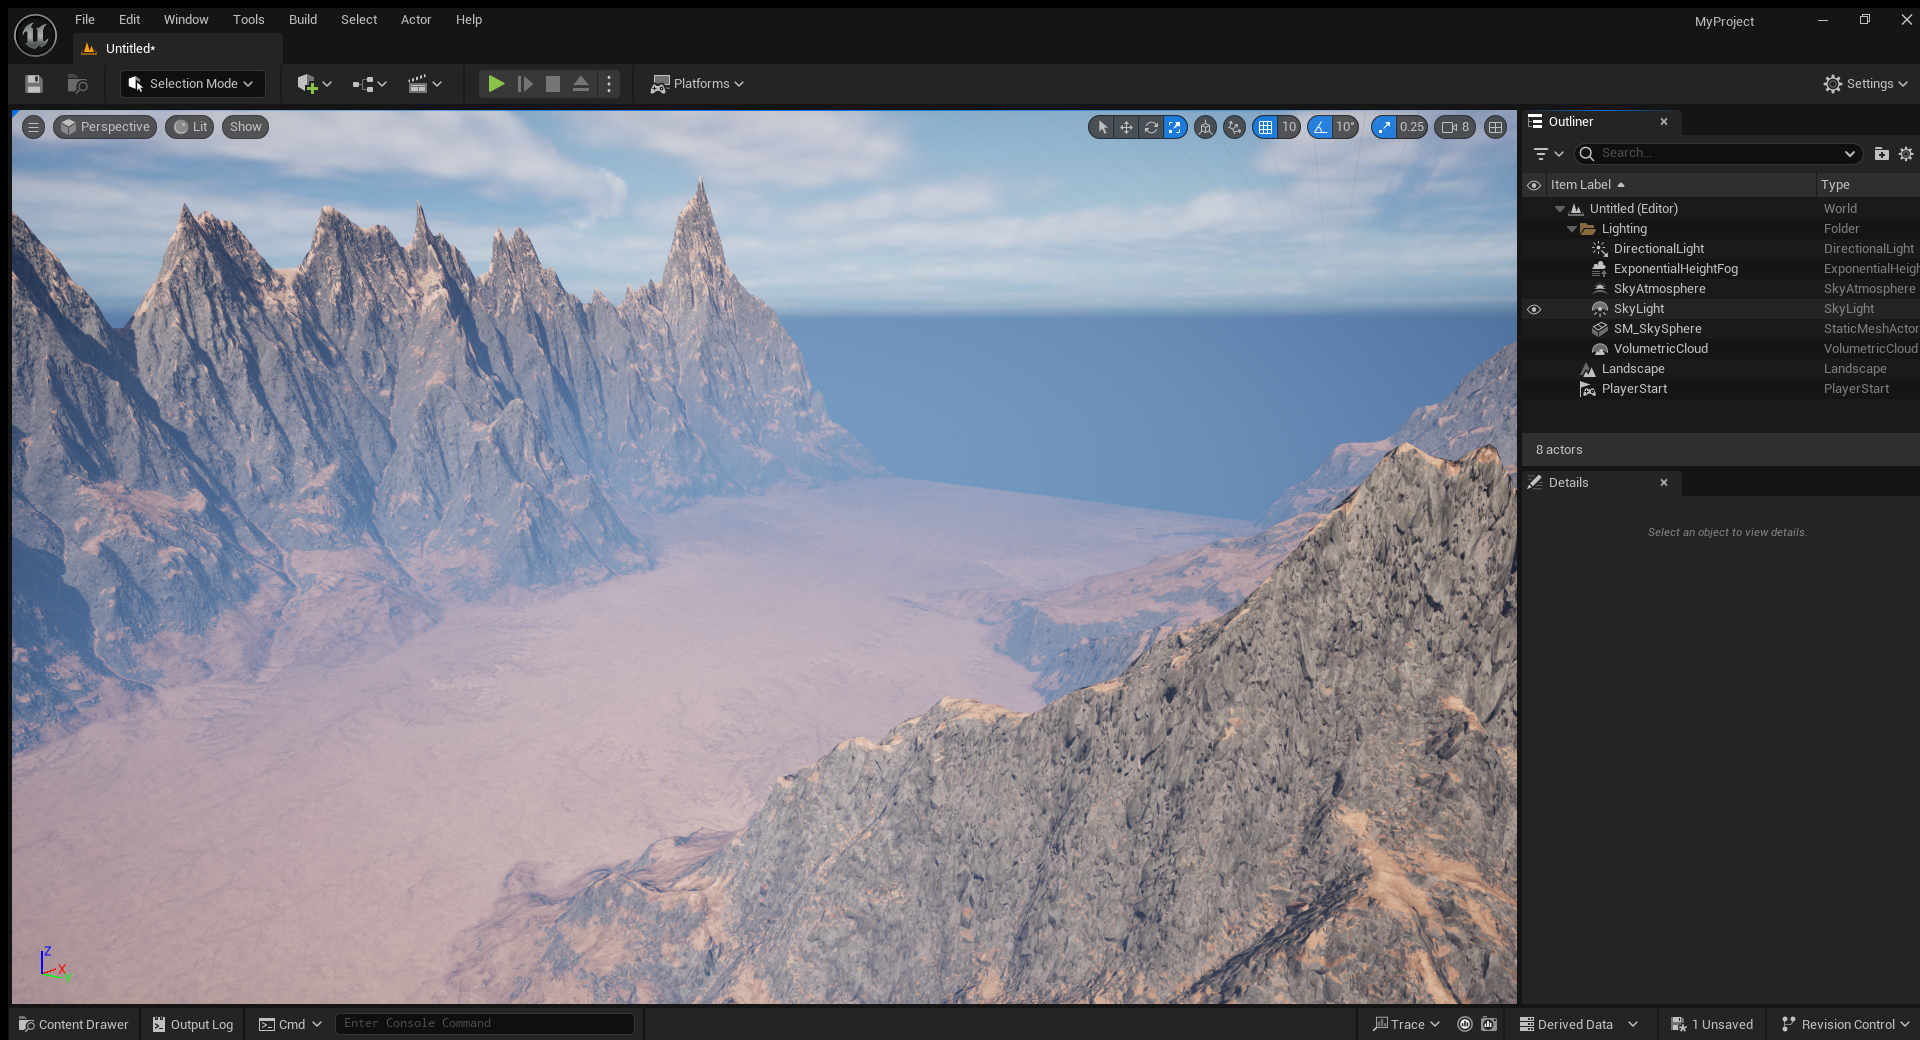 File Edit Window Tools Build Select Actor Help
MyProject
Untitled*
Selection Mode
Platforms
Settings
Perspective Lit Show
10 10° 0.25 8
Outliner
Search...
Item Label Type
Untitled (Editor) World
Lighting Folder
DirectionalLight DirectionalLight
ExponentialHeightFog ExponentialHeigh
SkyAtmosphere SkyAtmosphere
SkyLight SkyLight
SM_SkySphere StaticMeshActor
VolumetricCloud VolumetricCloud
Landscape Landscape
PlayerStart PlayerStart
8 actors
Details
Select an object to view details.
Z
X
Content Drawer Output Log Cmd Enter Console Command Trace Derived Data 1 Unsaved Revision Control